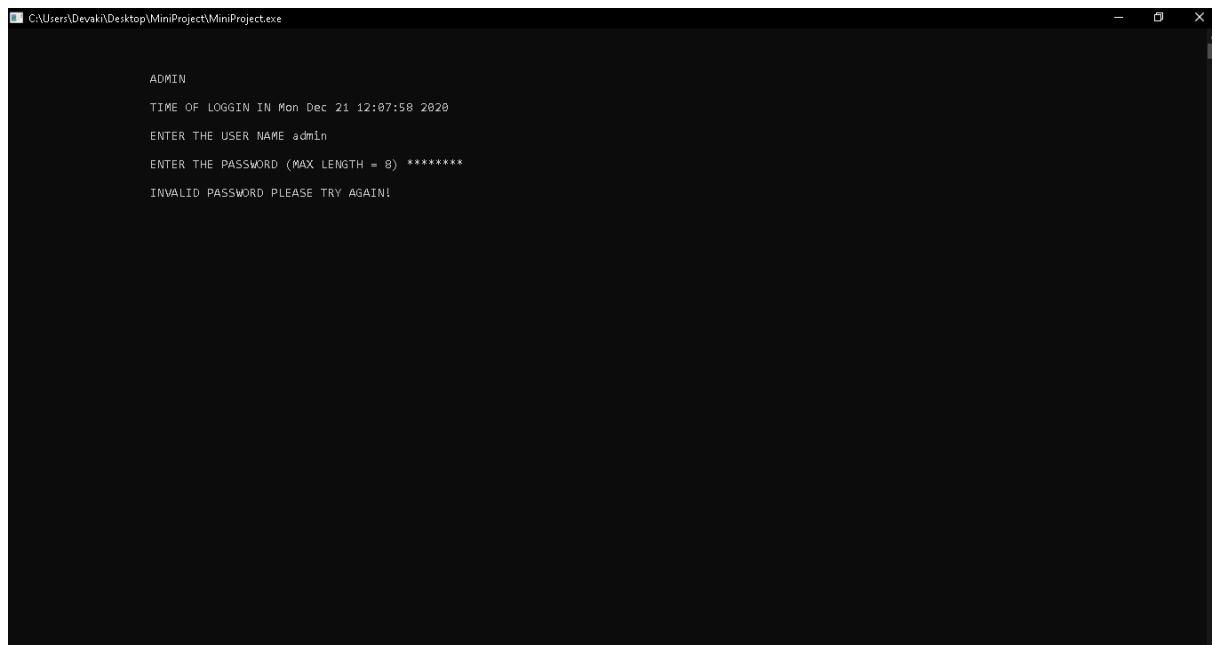 C:\Users\Devaki\Desktop\MiniProject\MiniProject.exe
ADMIN
TIME OF LOGGIN IN Mon Dec 21 12:07:58 2020
ENTER THE USER NAME admin
ENTER THE PASSWORD (MAX LENGTH = 8) ********
INVALID PASSWORD PLEASE TRY AGAIN!